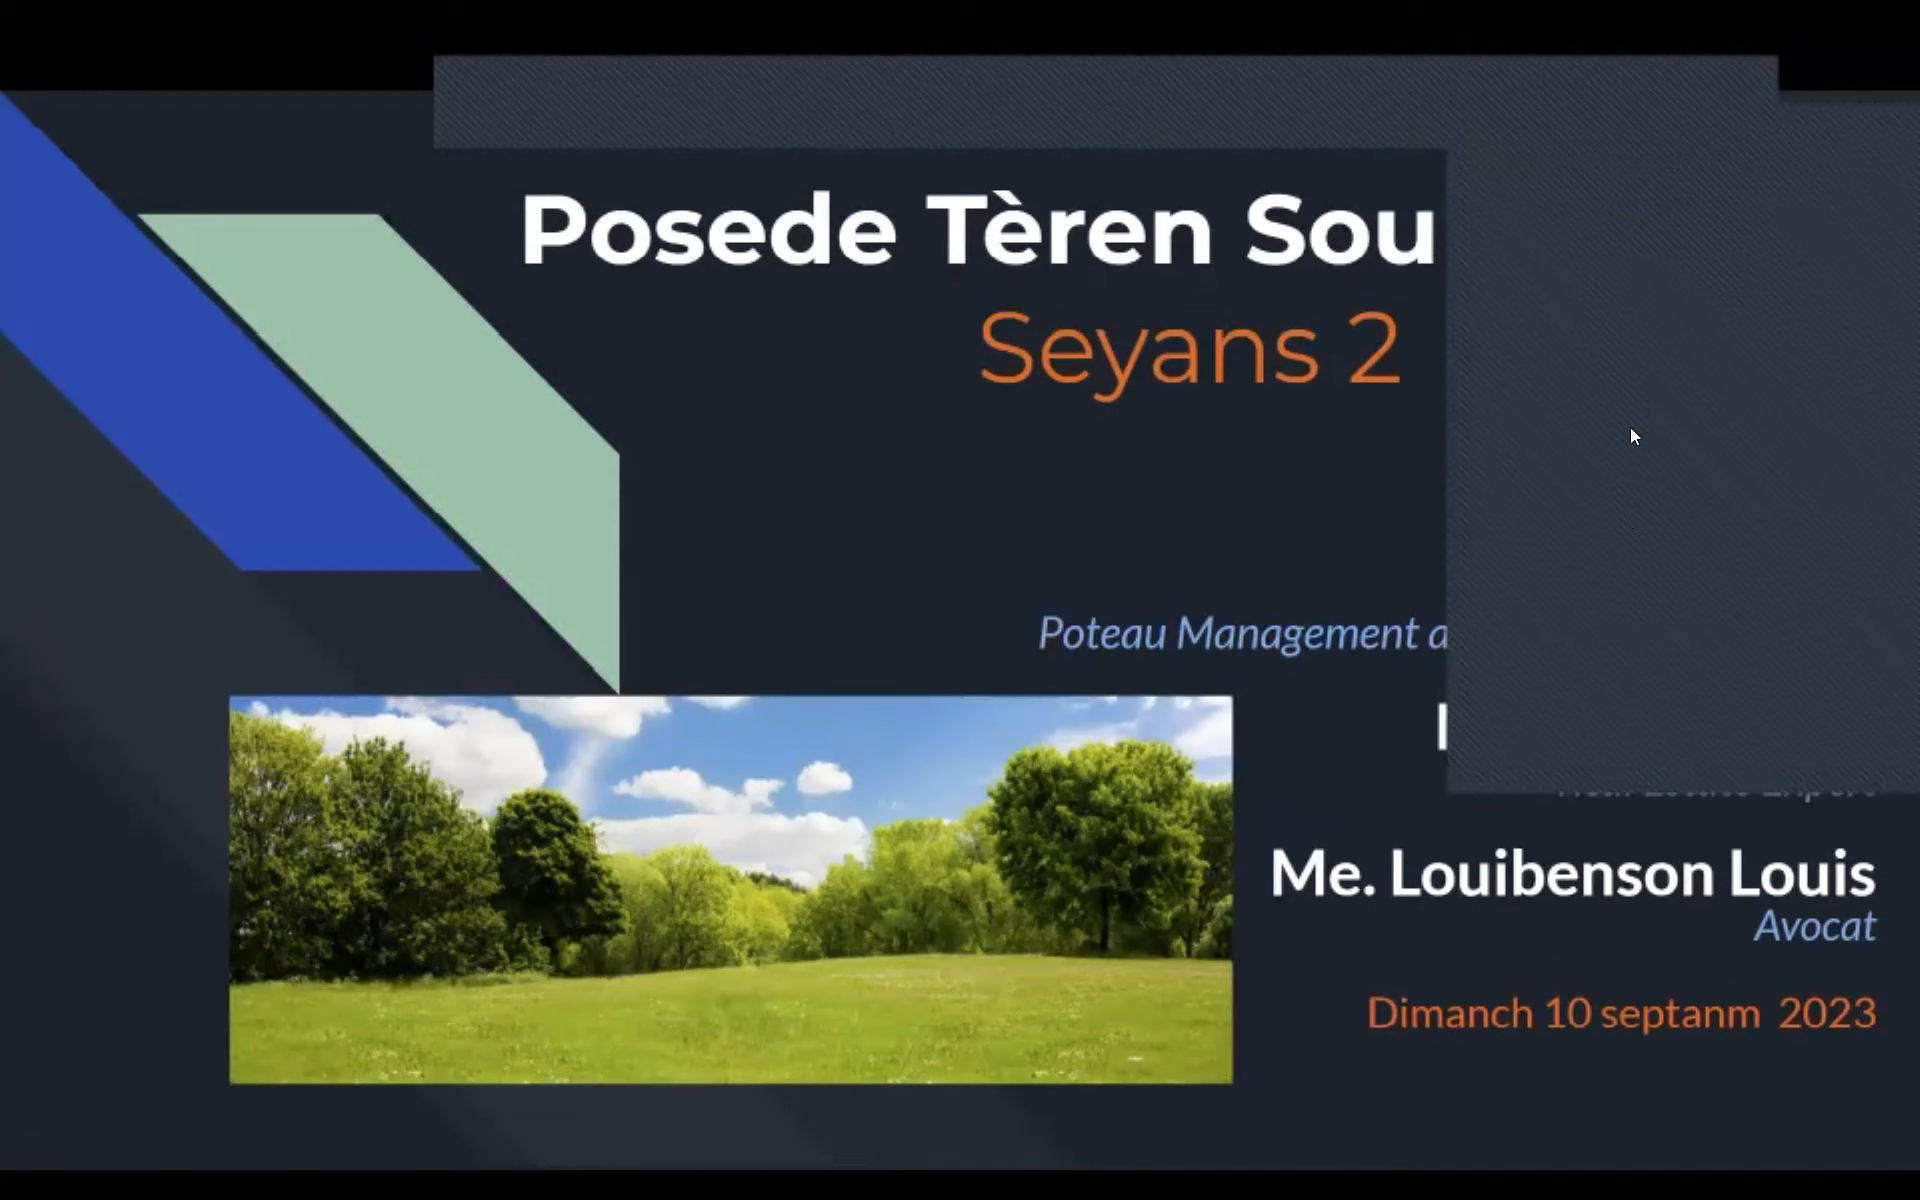 Posede Tèren Sou
Seyans 2
Poteau Management
Me. Louibenson Louis
Avocat
Dimanch 10 septanm 2023